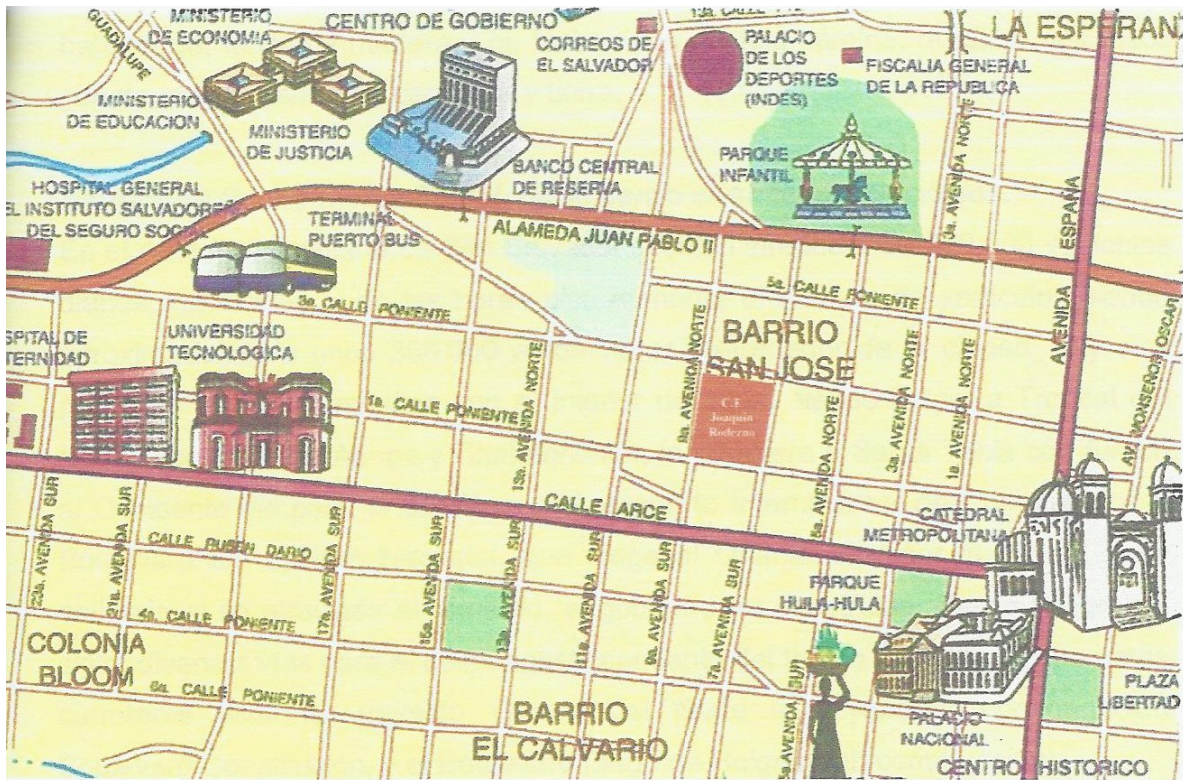 GUADALUPE
MINISTERIO
DE ECONOMIA
CENTRO DE GOBIERNO
CORREOS DE
EL SALVADOR
PALACIO
DE LOS
DEPORTES
(INDES)
FISCALIA GENERAL
DE LA REPUBLICA
MINISTERIO
DE EDUCACION
MINISTERIO
DE JUSTICIA
BANCO CENTRAL
DE RESERVA
PARQUE
INFANTIL
3a. AVENIDA NORTE
HOSPITAL GENERAL
EL INSTITUTO SALVADOREÑO
DEL SEGURO SOCIAL
TERMINAL
PUERTO BUS
ALAMEDA JUAN PABLO II
AVENIDA ESPAÑA
3a. CALLE PONIENTE
5a. CALLE PONIENTE
UNIVERSIDAD
TECNOLOGICA
BARRIO
SAN JOSE
1a. CALLE PONIENTE
13a. AVENIDA NORTE
9a. AVENIDA NORTE
C.E
Joaquin
Rodezno
5a. AVENIDA NORTE
3a. AVENIDA NORTE
1a. AVENIDA NORTE
AV. MONSEÑOS OSCAR
CALLE ARCE
CATEDRAL
METROPOLITANA
23a. AVENIDA SUR
21a. AVENIDA SUR
CALLE RUBEN DARIO
17a. AVENIDA SUR
15a. AVENIDA SUR
13a. AVENIDA SUR
11a. AVENIDA SUR
9a. AVENIDA SUR
7a. AVENIDA SUR
PARQUE
HULA-HULA
4a. CALLE PONIENTE
COLONIA
BLOOM
6a. CALLE PONIENTE
BARRIO
EL CALVARIO
5a. AVENIDA SUR
PALACIO
NACIONAL
PLAZA
LIBERTAD
CENTRO HISTORICO